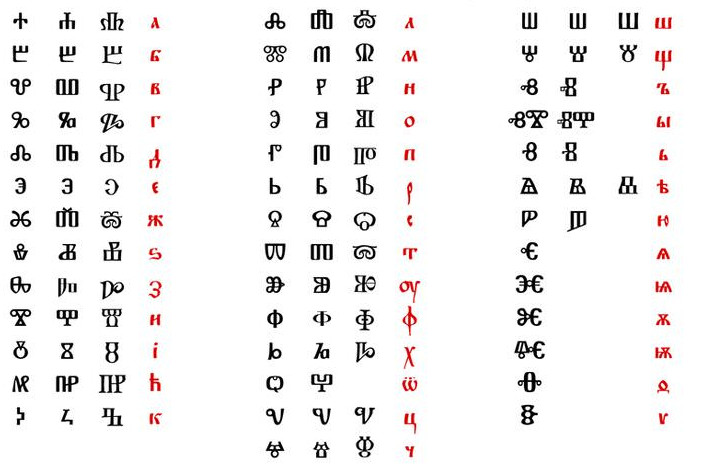 Ⰰ Ⰰ Ⰰ а
Ⰱ Ⰱ Ⰱ б
Ⰲ Ⰲ Ⰲ в
Ⰳ Ⰳ Ⰳ г
Ⰴ Ⰴ Ⰴ д
Ⰵ Ⰵ Ⰵ є
Ⰶ Ⰶ Ⰶ ж
Ⰷ Ⰷ Ⰷ ѕ
Ⰸ Ⰸ Ⰸ з
Ⰺ Ⰺ Ⰺ и
Ⰹ Ⰹ Ⰹ і
Ⰼ Ⰼ Ⰼ ћ
Ⰽ Ⰽ Ⰽ к
Ⰾ Ⰾ Ⰾ л
Ⰿ Ⰿ Ⰿ м
Ⱀ Ⱀ Ⱀ н
Ⱁ Ⱁ Ⱁ о
Ⱂ Ⱂ Ⱂ п
Ⱃ Ⱃ Ⱃ р
Ⱄ Ⱄ Ⱄ с
Ⱅ Ⱅ Ⱅ т
Ⱆ Ⱆ Ⱆ оу
Ⱇ Ⱇ Ⱇ ф
Ⱈ Ⱈ Ⱈ х
Ⱉ Ⱉ ѿ
Ⱌ Ⱌ Ⱌ ц
Ⱍ Ⱍ Ⱍ ч
Ⱎ Ⱎ Ⱎ ш
Ⱋ Ⱋ Ⱋ щ
Ⱏ Ⱏ ъ
ⰟⰊ ⰟⰊ ы
Ⱐ Ⱐ ь
Ⱑ Ⱑ Ⱑ ѣ
Ⱓ Ⱓ ю
Ⱕ ѧ
Ⱔ ѩ
Ⱘ ѫ
Ⱙ ѭ
Ⱚ ѳ
Ⱛ ѵ